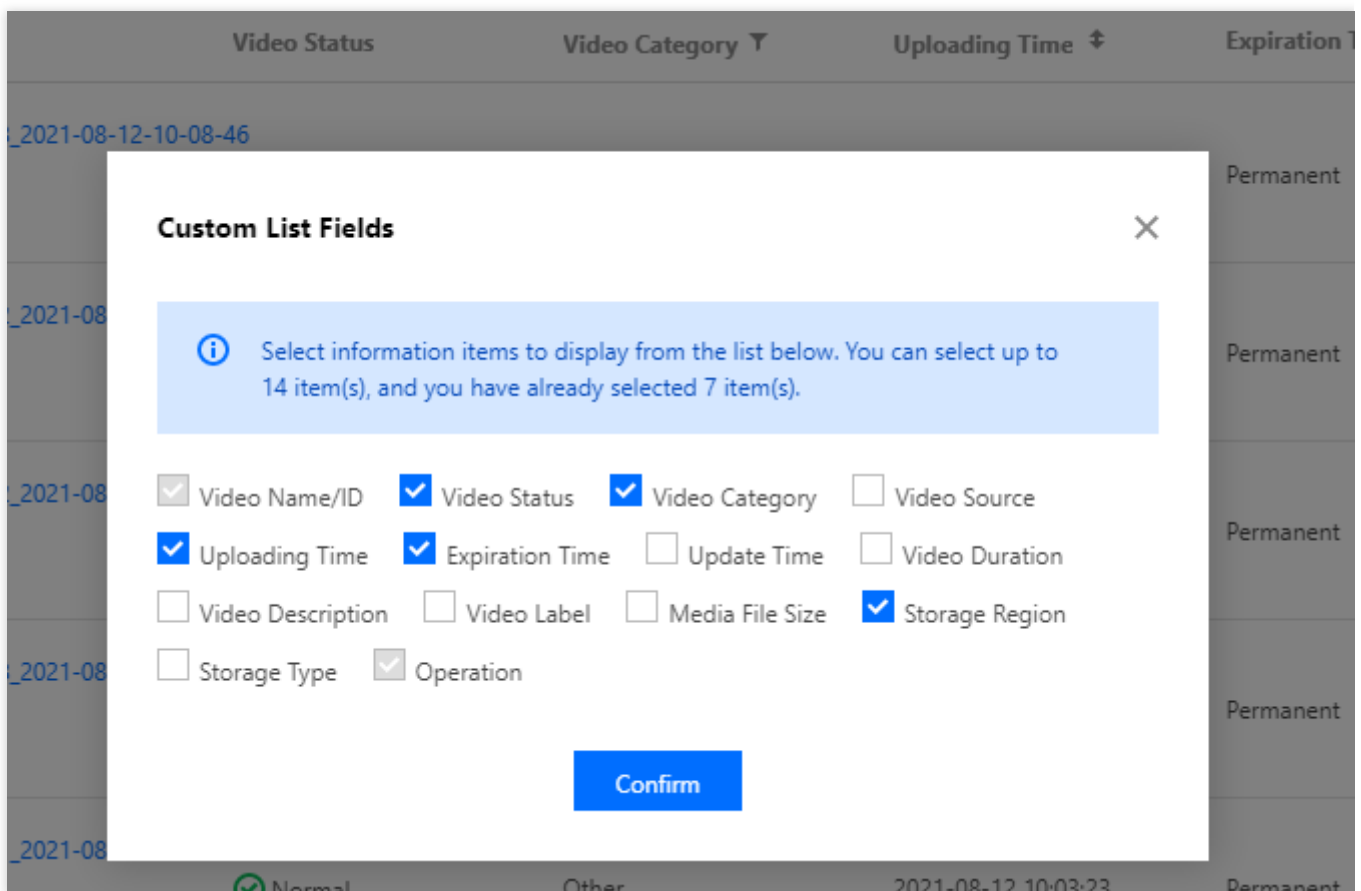 Video Status Video Category Uploading Time Expiration
_2021-08-12-10-08-46
Permanent
Custom List Fields
_2021-08
Select information items to display from the list below. You can select up to
14 item(s), and you have already selected 7 item(s).
Permanent
_2021-08
Video Name/ID Video Status Video Category Video Source
Uploading Time Expiration Time Update Time Video Duration
Permanent
Video Description Video Label Media File Size Storage Region
_2021-08
Storage Type Operation
Permanent
Confirm
_2021-08
Normal Other 2021-08-12 10:03:23 Permanent